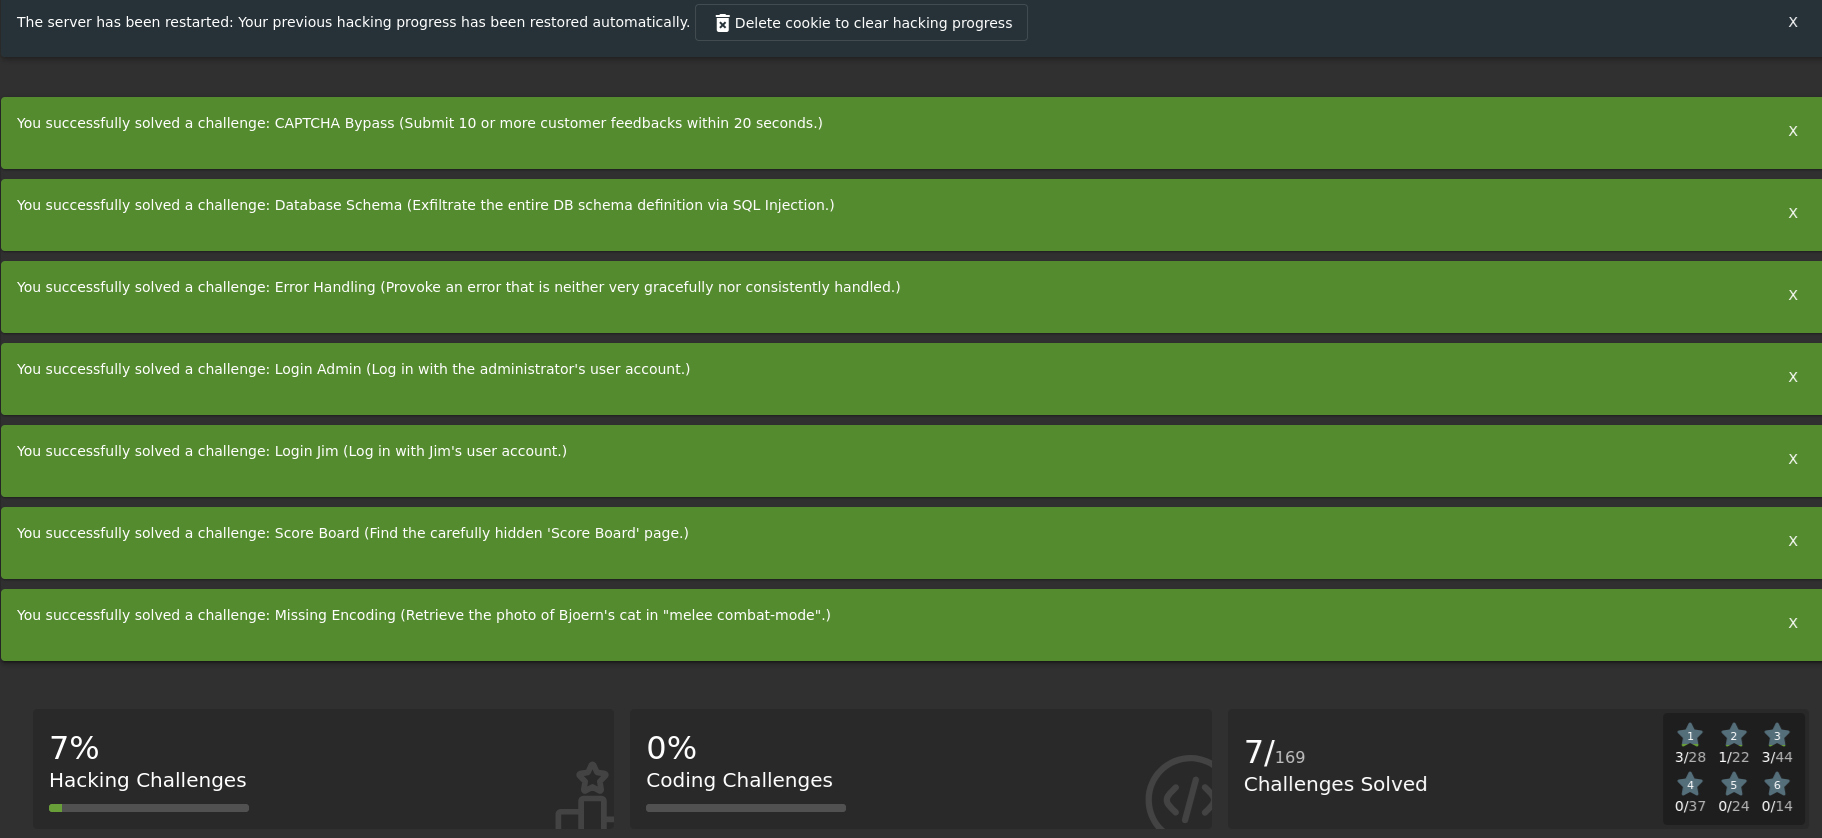 The server has been restarted: Your previous hacking progress has been restored automatically. Delete cookie to clear hacking progress X
You successfully solved a challenge: CAPTCHA Bypass (Submit 10 or more customer feedbacks within 20 seconds.) X
You successfully solved a challenge: Database Schema (Exfiltrate the entire DB schema definition via SQL Injection.) X
You successfully solved a challenge: Error Handling (Provoke an error that is neither very gracefully nor consistently handled.) X
You successfully solved a challenge: Login Admin (Log in with the administrator's user account.) X
You successfully solved a challenge: Login Jim (Log in with Jim's user account.) X
You successfully solved a challenge: Score Board (Find the carefully hidden 'Score Board' page.) X
You successfully solved a challenge: Missing Encoding (Retrieve the photo of Bjoern's cat in "melee combat-mode".) X
7%
Hacking Challenges
0%
Coding Challenges
7/169
Challenges Solved
1 2 3
3/28 1/22 3/44
4 5 6
0/37 0/24 0/14